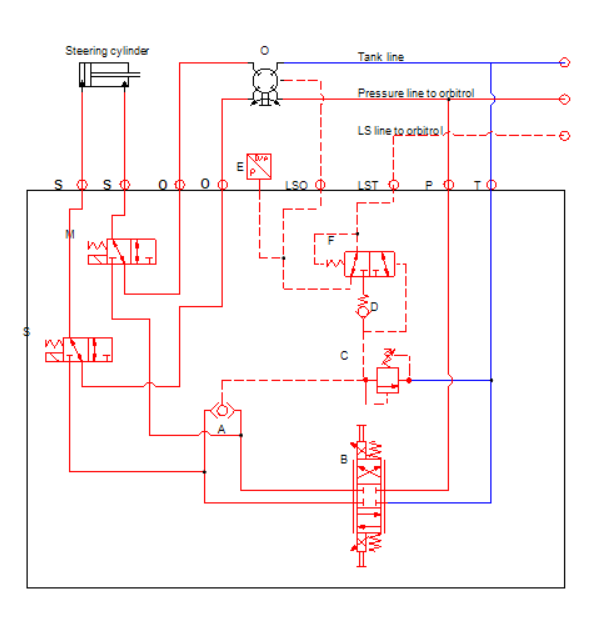 Steering cylinder
O
Tank line
Pressure line to orbitrol
LS line to orbitrol
E
S S O O LSO LST P T
M
F
D
S
C
A
B